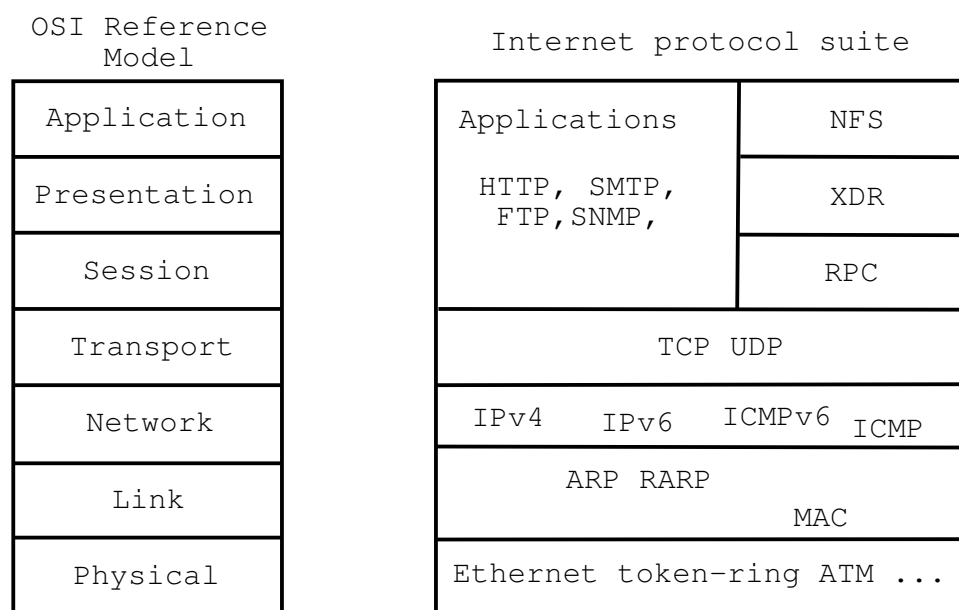 OSI Reference
Model
Application
Presentation
Session
Transport
Network
Link
Physical
Internet protocol suite
Applications
HTTP, SMTP,
FTP,SNMP,
NFS
XDR
RPC
TCP UDP
IPv4 IPv6 ICMPv6 ICMP
ARP RARP
MAC
Ethernet token-ring ATM ...